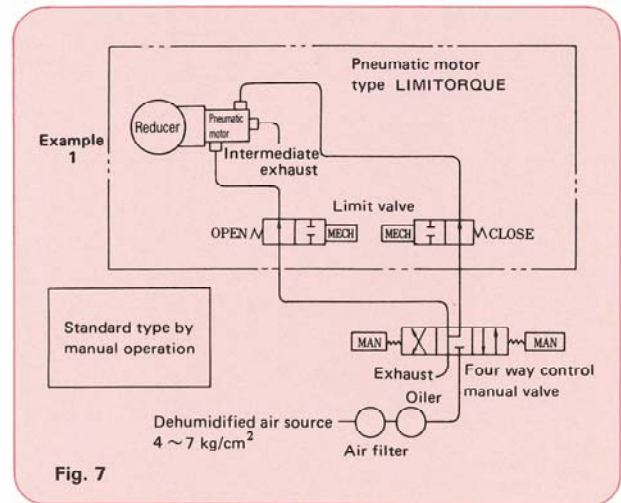 Pneumatic motor
type LIMITORQUE
Example
1
Reducer
Pneumatic
motor
Intermediate
exhaust
Limit valve
OPEN
MECH
MECH
CLOSE
Standard type by
manual operation
MAN
MAN
Exhaust
Four way control
manual valve
Oiler
Dehumidified air source
4 ~ 7 kg/cm²
Air filter
Fig. 7